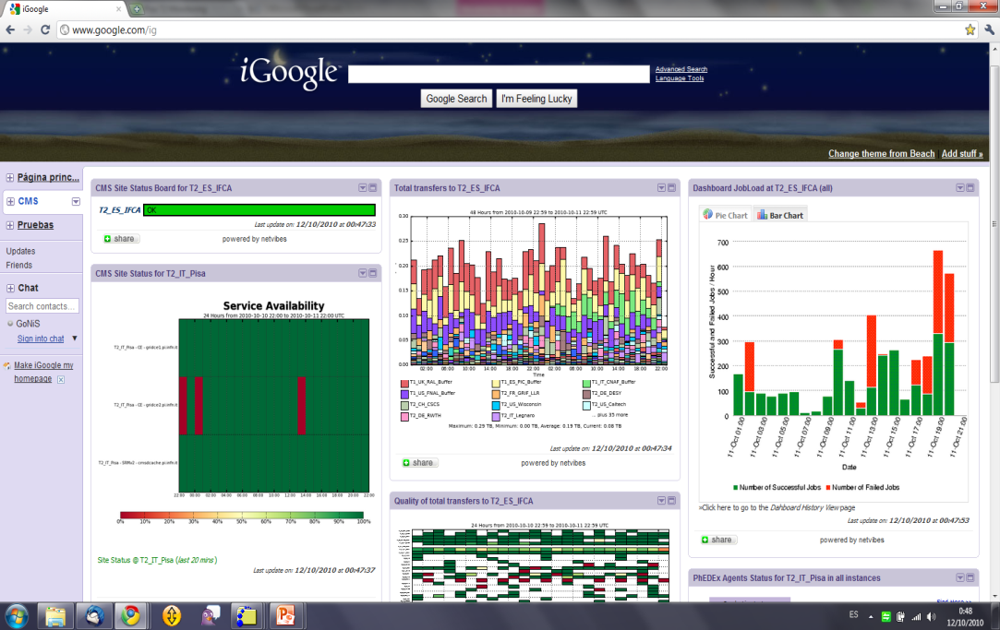 iGoogle
www.google.com/ig
iGoogle
Advanced Search
Language Tools
Google Search
I'm Feeling Lucky
Change theme from Beach | Add stuff »
Página princ...
CMS
Pruebas
Updates
Friends
Chat
Search contacts...
GoNiS
Sign into chat
Make iGoogle my
homepage
CMS Site Status Board for T2_ES_IFCA
T2_ES_IFCA OK
Last update on: 12/10/2010 at 00:47:33
share
powered by netvibes
CMS Site Status for T2_IT_Pisa
Service Availability
24 Hours from 2010-10-10 22:00 to 2010-10-11 22:00 UTC
22:00 00:00 02:00 04:00 06:00 08:00 10:00 12:00 14:00 16:00 18:00 20:00 22:00
0% 10% 20% 30% 40% 50% 60% 70% 80% 90% 100%
Site Status @ T2_IT_Pisa (last 20 mins)
Last update on: 12/10/2010 at 00:47:37
Total transfers to T2_ES_IFCA
48 Hours from 2010-10-09 22:59 to 2010-10-11 22:59 UTC
0.30
0.25
0.20
0.15
0.10
0.05
0.00
02:00 06:00 10:00 14:00 18:00 22:00 02:00 06:00 10:00 14:00 18:00 22:00
Time
T1_UK_RAL_Buffer T1_ES_PIC_Buffer T1_IT_CNAF_Buffer
T1_US_FNAL_Buffer T2_FR_GRIF_LLR T2_DE_DESY
T2_CH_CSCS T2_US_Wisconsin T2_US_Caltech
T2_DE_RWTH T2_IT_Legnaro ... plus 35 more
Maximum: 0.29 TB, Minimum: 0.00 TB, Average: 0.19 TB, Current: 0.08 TB
Last update on: 12/10/2010 at 00:47:34
share
powered by netvibes
Quality of total transfers to T2_ES_IFCA
24 Hours from 2010-10-10 22:59 to 2010-10-11 22:59 UTC
Dashboard JobLoad at T2_ES_IFCA (all)
Pie Chart
Bar Chart
Successful and Failed Jobs / Hour
700
600
500
400
300
200
100
0
11-Oct 01:00
11-Oct 03:00
11-Oct 05:00
11-Oct 07:00
11-Oct 09:00
11-Oct 11:00
11-Oct 13:00
11-Oct 15:00
11-Oct 17:00
11-Oct 19:00
11-Oct 21:00
Date
Number of Successful Jobs Number of Failed Jobs
»Click here to go to the Dashboard History View page
Last update on: 12/10/2010 at 00:47:53
share
powered by netvibes
PhEDEx Agents Status for T2_IT_Pisa in all instances
ES
0:48
12/10/2010